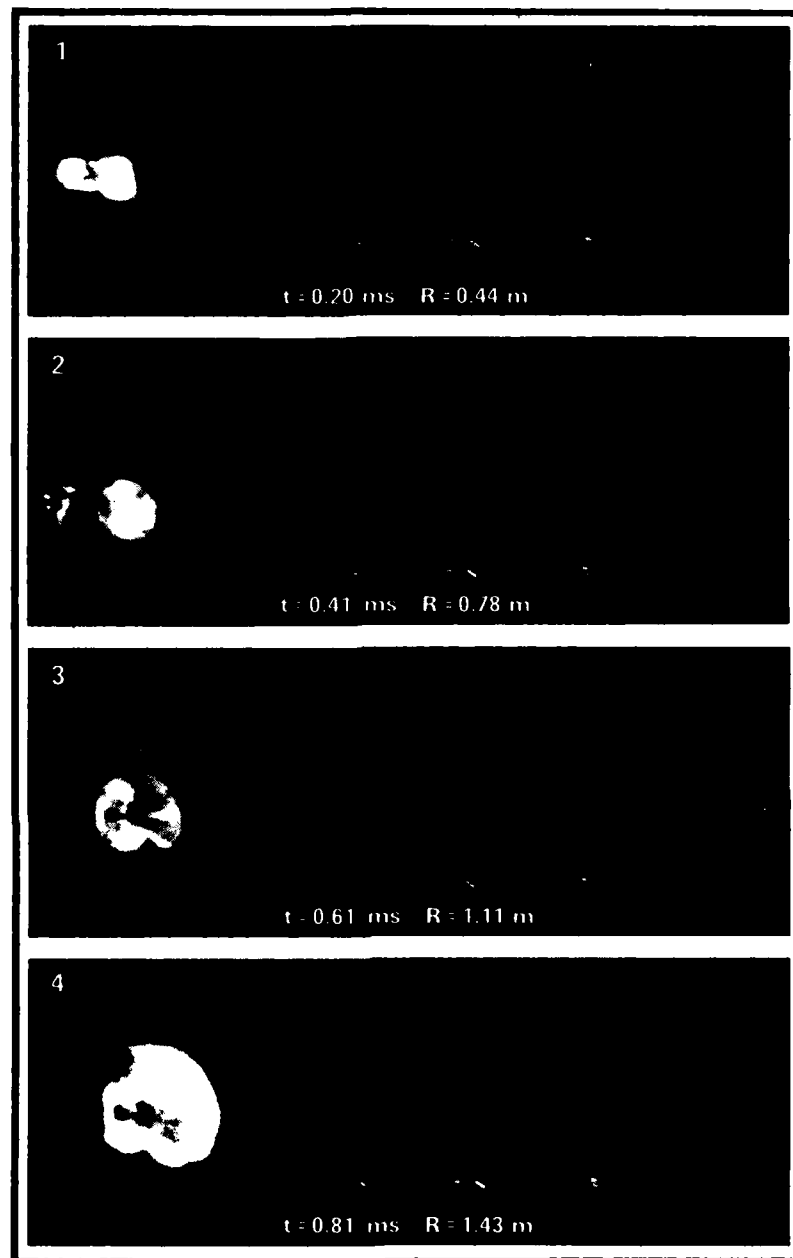 1
t = 0.20 ms R = 0.44 m
2
t = 0.41 ms R = 0.78 m
3
t = 0.61 ms R = 1.11 m
4
t = 0.81 ms R = 1.43 m